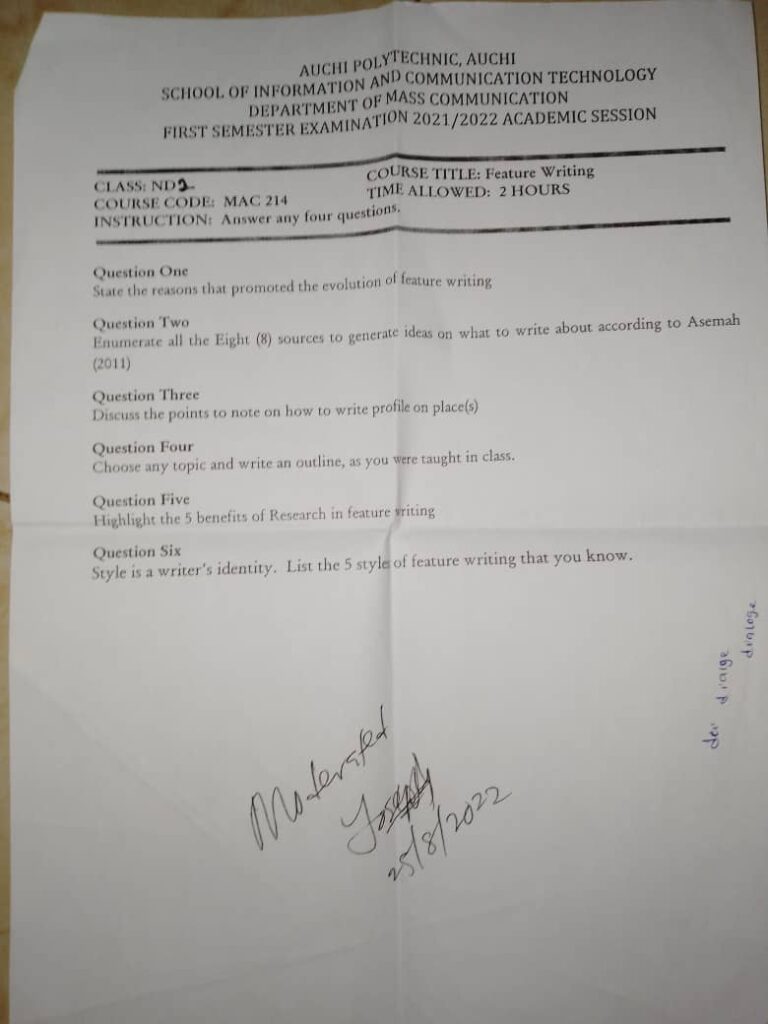 AUCHI POLYTECHNIC, AUCHI
SCHOOL OF INFORMATION AND COMMUNICATION TECHNOLOGY
DEPARTMENT OF MASS COMMUNICATION
FIRST SEMESTER EXAMINATION 2021/2022 ACADEMIC SESSION
CLASS: ND2
COURSE TITLE: Feature Writing
COURSE CODE: MAC 214
TIME ALLOWED: 2 HOURS
INSTRUCTION: Answer any four questions.
Question One
State the reasons that promoted the evolution of feature writing
Question Two
Enumerate all the Eight (8) sources to generate ideas on what to write about according to Asemah
(2011)
Question Three
Discuss the points to note on how to write profile on place(s)
Question Four
Choose any topic and write an outline, as you were taught in class.
Question Five
Highlight the 5 benefits of Research in feature writing
Question Six
Style is a writer's identity. List the 5 style of feature writing that you know.
Moderated
Joseph
25/8/2022